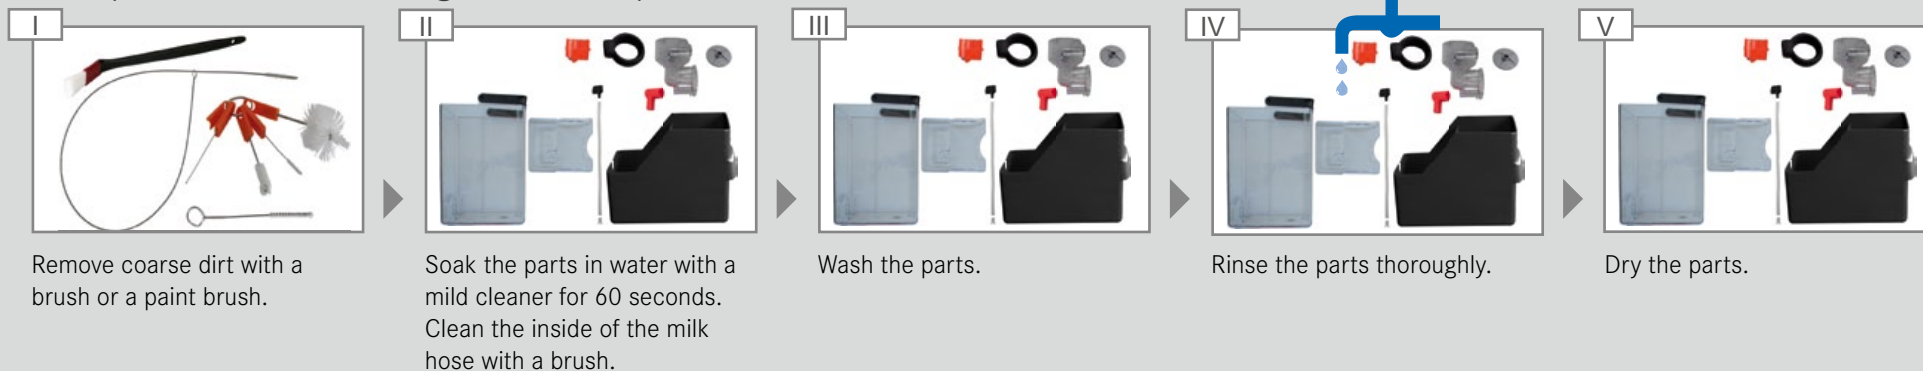 I
II
III
IV
V
Remove coarse dirt with a
brush or a paint brush.
Soak the parts in water with a
mild cleaner for 60 seconds.
Clean the inside of the milk
hose with a brush.
Wash the parts.
Rinse the parts thoroughly.
Dry the parts.